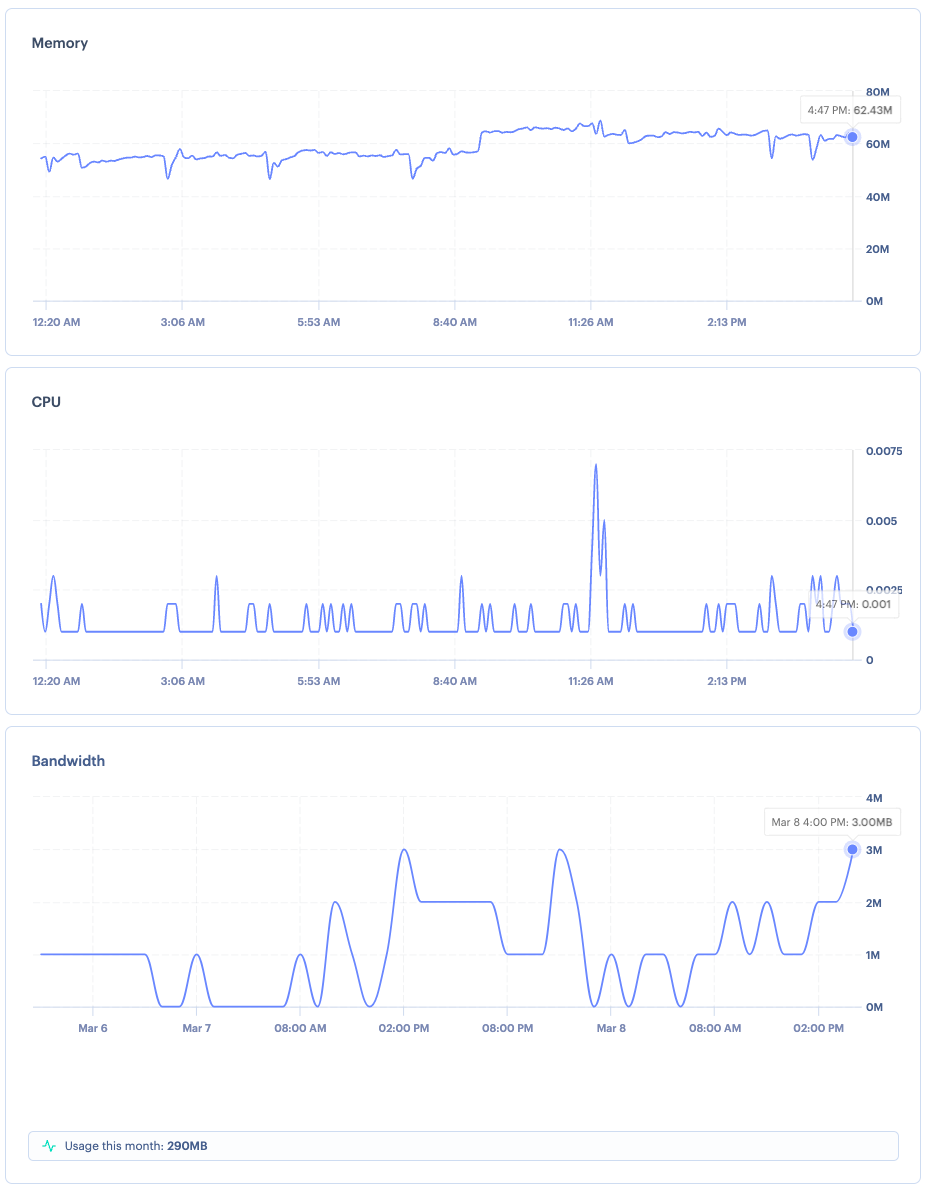 Memory
80M
4:47 PM: 62.43M
60M
40M
20M
0M
12:20 AM 3:06 AM 5:53 AM 8:40 AM 11:26 AM 2:13 PM
CPU
0.0075
0.005
0.0025
4:47 PM: 0.001
0
12:20 AM 3:06 AM 5:53 AM 8:40 AM 11:26 AM 2:13 PM
Bandwidth
4M
Mar 8 4:00 PM: 3.00MB
3M
2M
1M
0M
Mar 6 Mar 7 08:00 AM 02:00 PM 08:00 PM Mar 8 08:00 AM 02:00 PM
Usage this month: 290MB